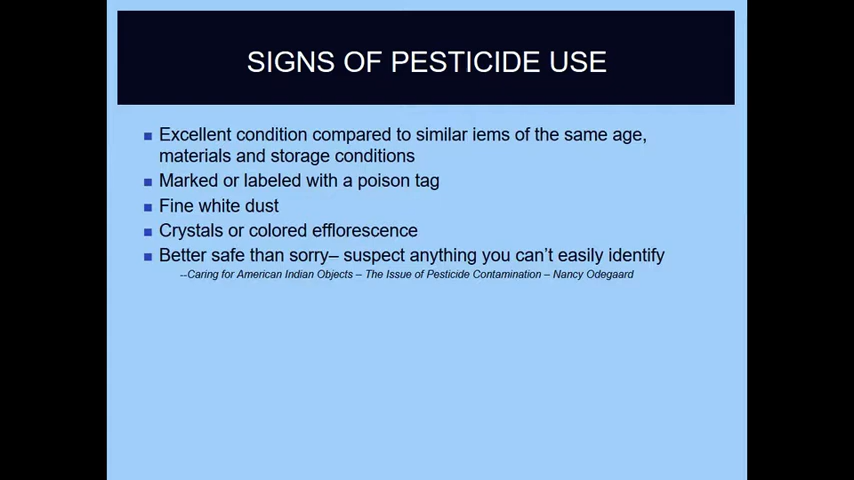 SIGNS OF PESTICIDE USE
Excellent condition compared to similar iems of the same age,
materials and storage conditions
Marked or labeled with a poison tag
Fine white dust
Crystals or colored efflorescence
Better safe than sorry– suspect anything you can’t easily identify
--Caring for American Indian Objects – The Issue of Pesticide Contamination – Nancy Odegaard